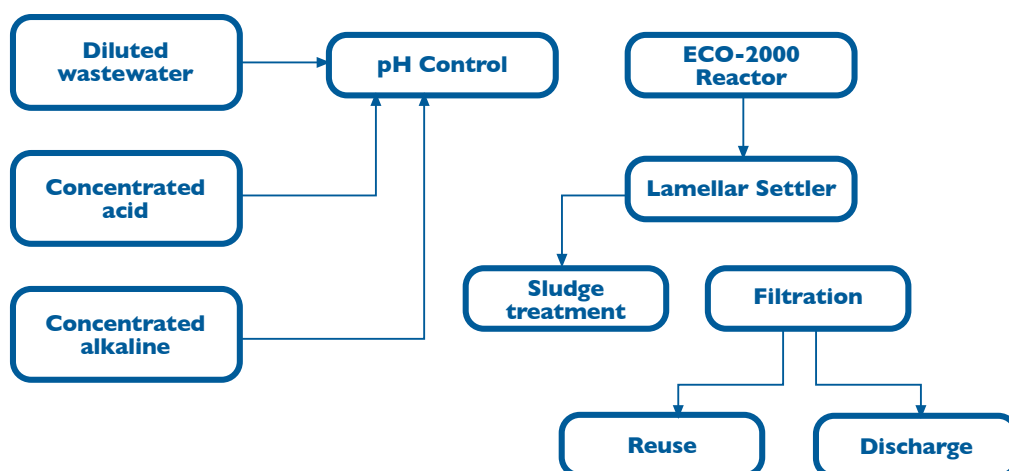 Diluted
wastewater
pH Control
ECO-2000
Reactor
Concentrated
acid
Lamellar Settler
Sludge
treatment
Filtration
Concentrated
alkaline
Reuse
Discharge